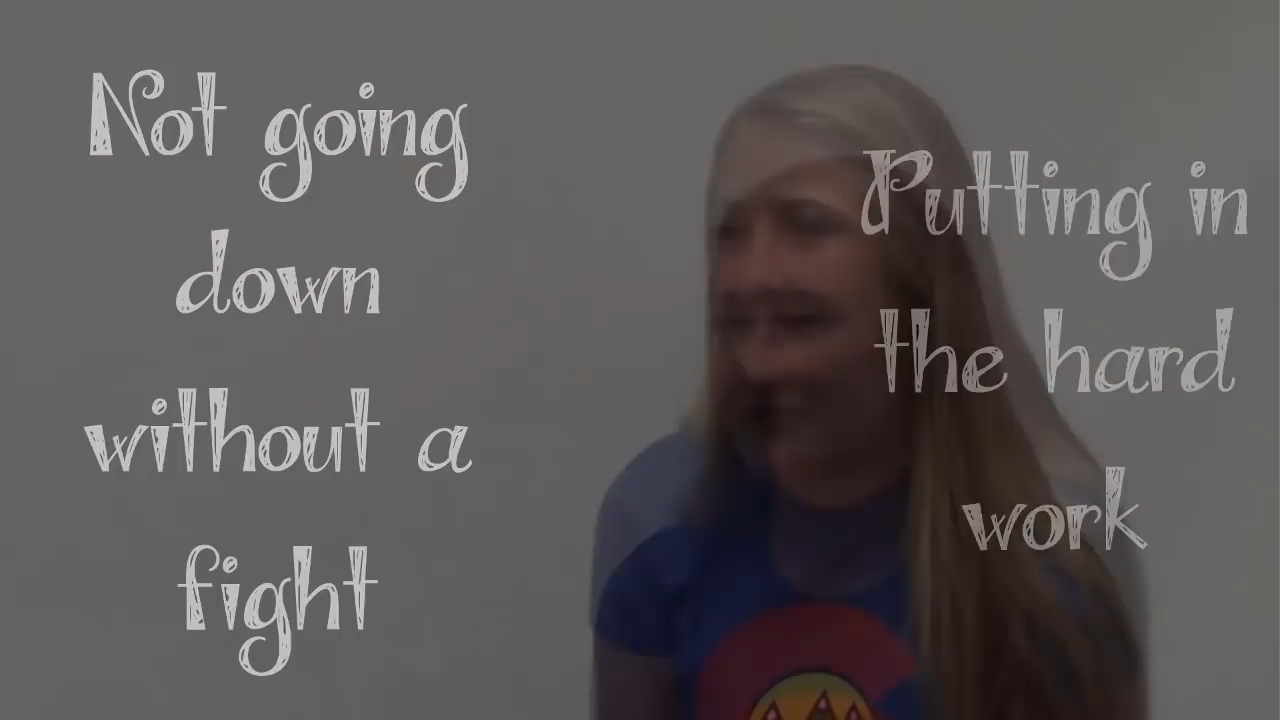 Not going
down
without a
fight
Putting in
the hard
work